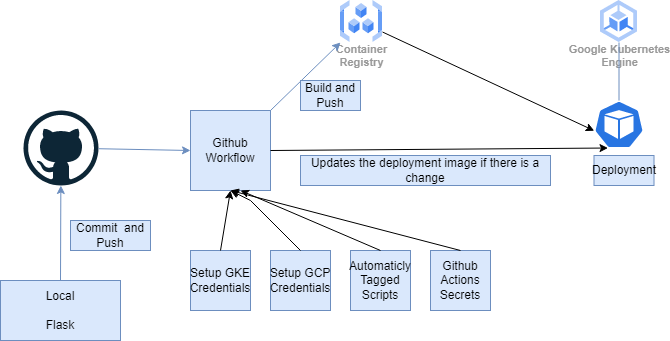 Container
Registry
Google Kubernetes
Engine
Build and
Push
Github
Workflow
Updates the deployment image if there is a
change
Deployment
Commit and
Push
Setup GKE
Credentials
Setup GCP
Credentials
Automaticly
Tagged
Scripts
Github
Actions
Secrets
Local
Flask